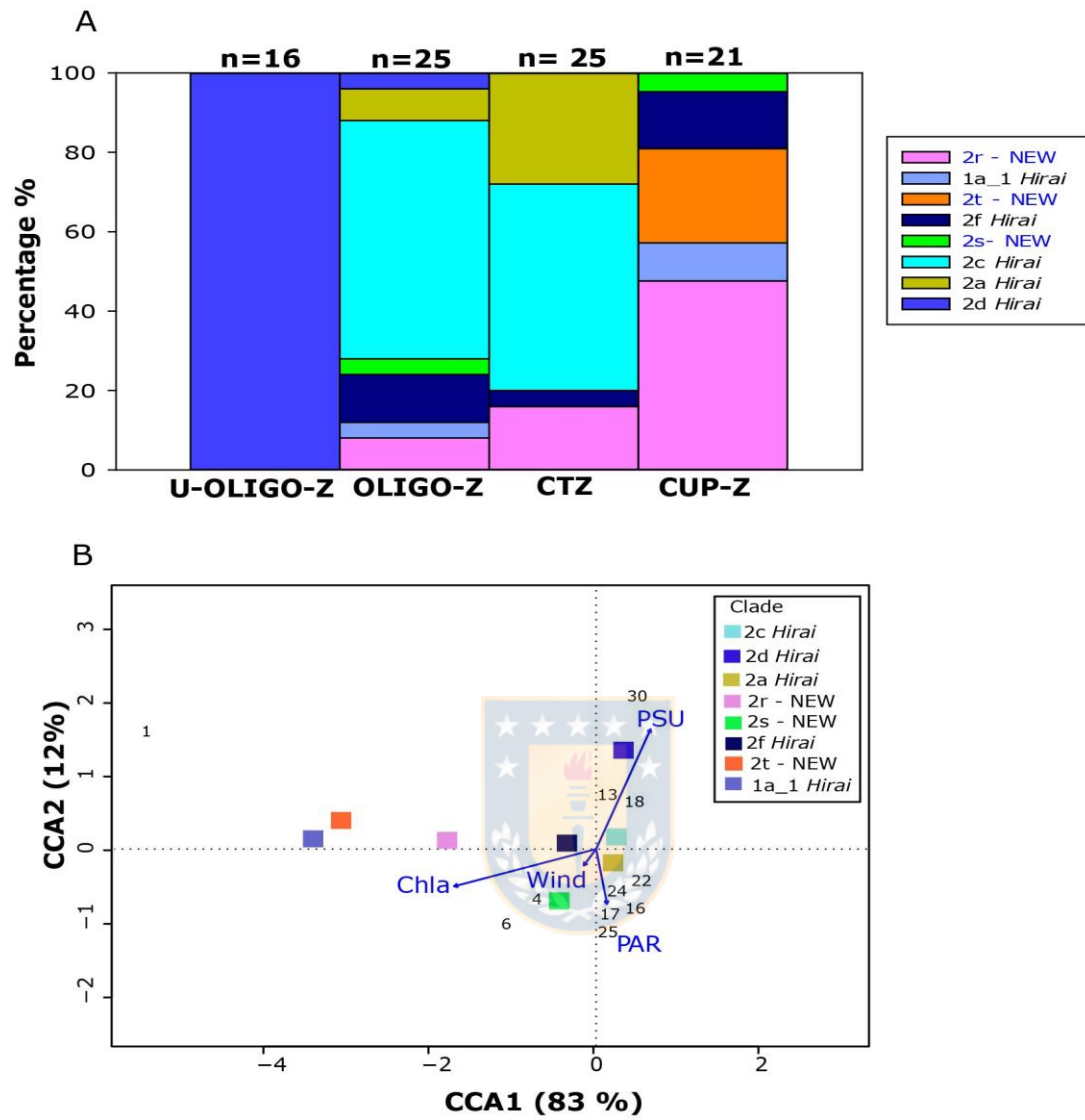 A
n=16 n=25 n= 25 n=21
100
80
60
40
20
0
Percentage %
U-OLIGO-Z OLIGO-Z CTZ CUP-Z
2r - NEW
1a_1 Hirai
2t - NEW
2f Hirai
2s- NEW
2c Hirai
2a Hirai
2d Hirai
B
3
2
1
0
−1
−2
CCA2 (12%)
Clade
2c Hirai
2d Hirai
2a Hirai
2r - NEW
2s - NEW
2f Hirai
2t - NEW
1a_1 Hirai
30
PSU
1
13
18
Chla
Wind
22
4
24
16
17
6
25
PAR
−4 −2 0 2
CCA1 (83 %)